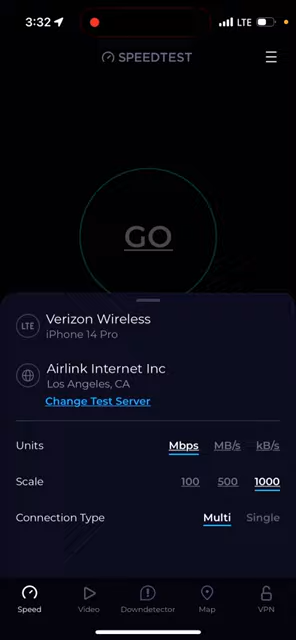 3:32 LTE
SPEEDTEST
GO
LTE Verizon Wireless
iPhone 14 Pro
Airlink Internet Inc
Los Angeles, CA
Change Test Server
Units Mbps MB/s kB/s
Scale 100 500 1000
Connection Type Multi Single
Speed Video Downdetector Map VPN